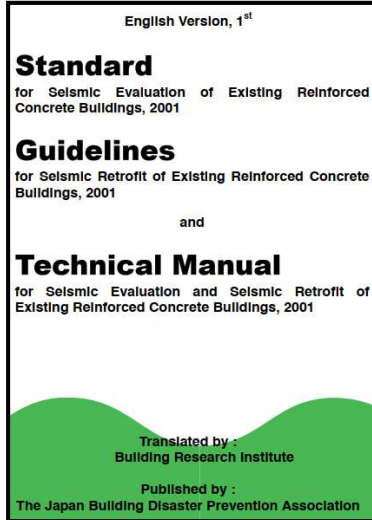 English Version, 1st
Standard
for Seismic Evaluation of Existing Reinforced
Concrete Buildings, 2001
Guidelines
for Seismic Retrofit of Existing Reinforced Concrete
Buildings, 2001
and
Technical Manual
for Seismic Evaluation and Seismic Retrofit of
Existing Reinforced Concrete Buildings, 2001
Translated by :
Building Research Institute
Published by :
The Japan Building Disaster Prevention Association